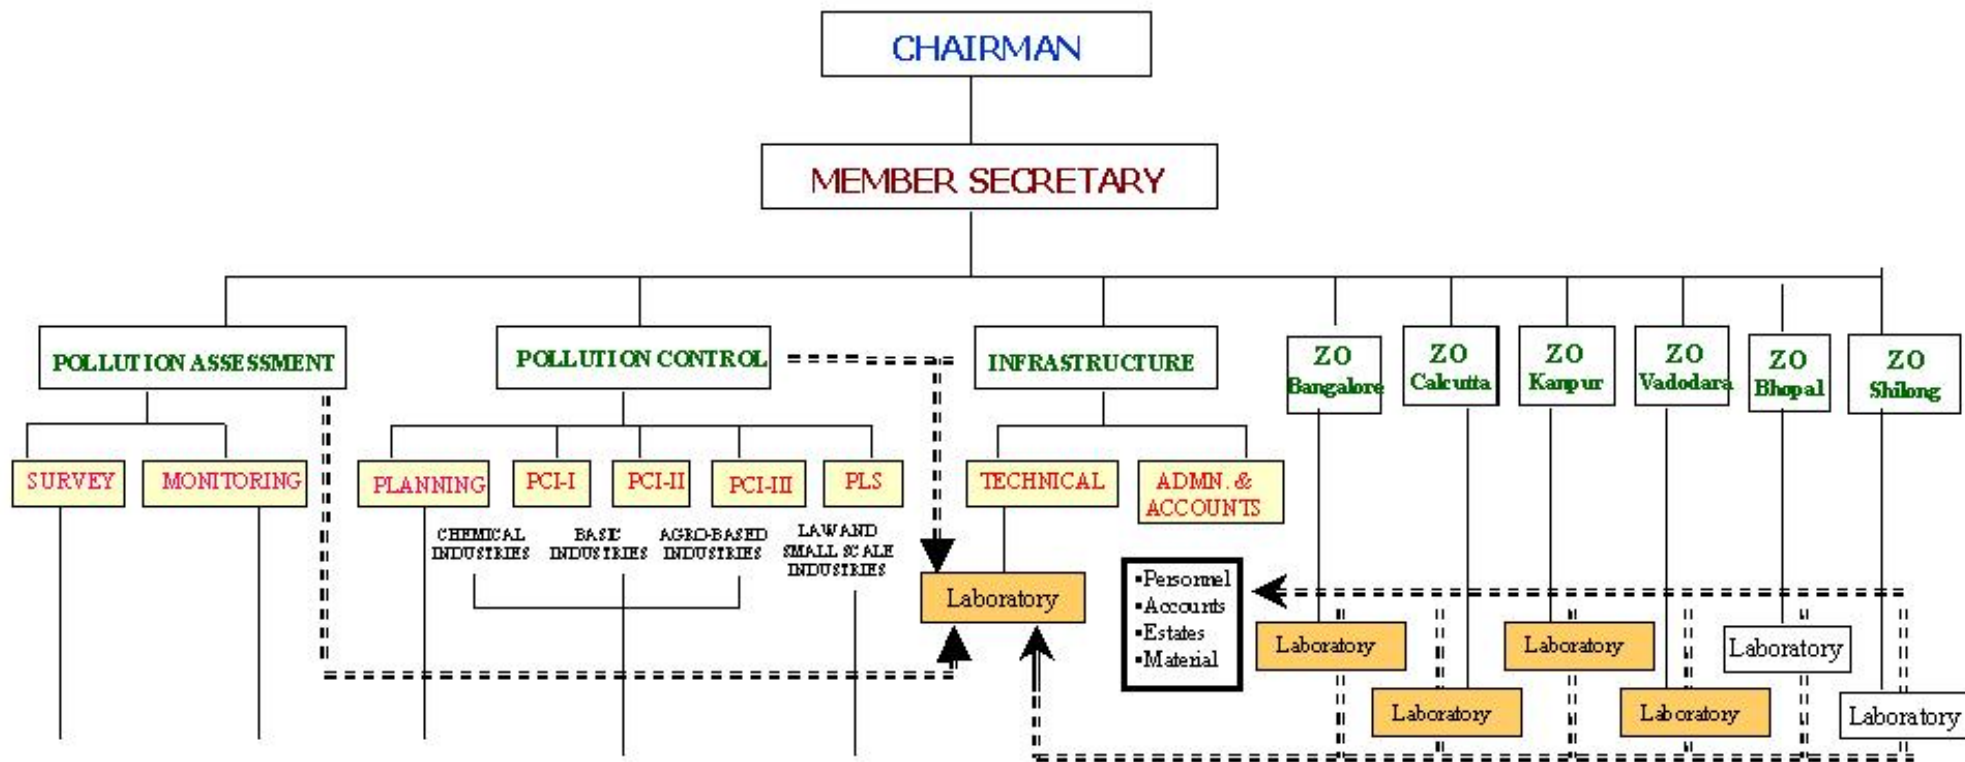 CHAIRMAN
MEMBER SECRETARY
POLLUTION ASSESSMENT
POLLUTION CONTROL
INFRASTRUCTURE
ZO
Bangalore
ZO
Calcutta
ZO
Kanpur
ZO
Vadodara
ZO
Bhopal
ZO
Shilong
SURVEY
MONITORING
PLANNING
PCI-I
PCI-II
PCI-III
PLS
TECHNICAL
ADMN. &
ACCOUNTS
CHEMICAL
INDUSTRIES
BASIC
INDUSTRIES
AGRO-BASED
INDUSTRIES
LAW AND
SMALL SCALE
INDUSTRIES
Laboratory
▪Personnel
▪Accounts
▪Estates
▪Material
Laboratory
Laboratory
Laboratory
Laboratory
Laboratory
Laboratory